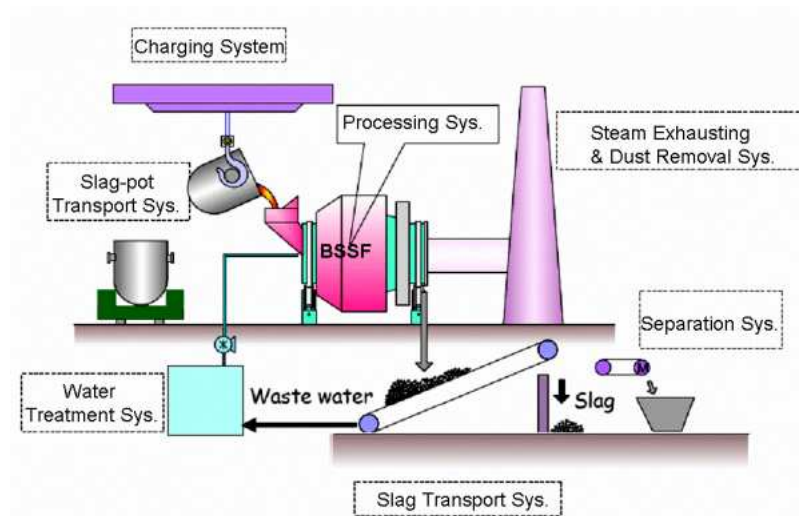 Charging System
Processing Sys.
Steam Exhausting
& Dust Removal Sys.
Slag-pot
Transport Sys.
BSSF
Separation Sys.
M
Water
Treatment Sys.
Waste water
Slag
Slag Transport Sys.